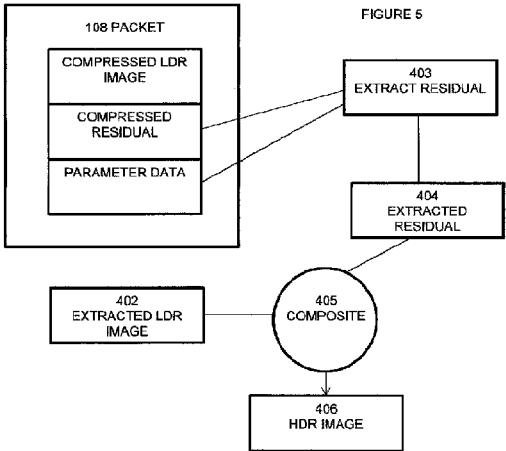 FIGURE 5
108 PACKET
COMPRESSED LDR
IMAGE
COMPRESSED
RESIDUAL
PARAMETER DATA
403
EXTRACT RESIDUAL
404
EXTRACTED
RESIDUAL
402
EXTRACTED LDR
IMAGE
405
COMPOSITE
406
HDR IMAGE